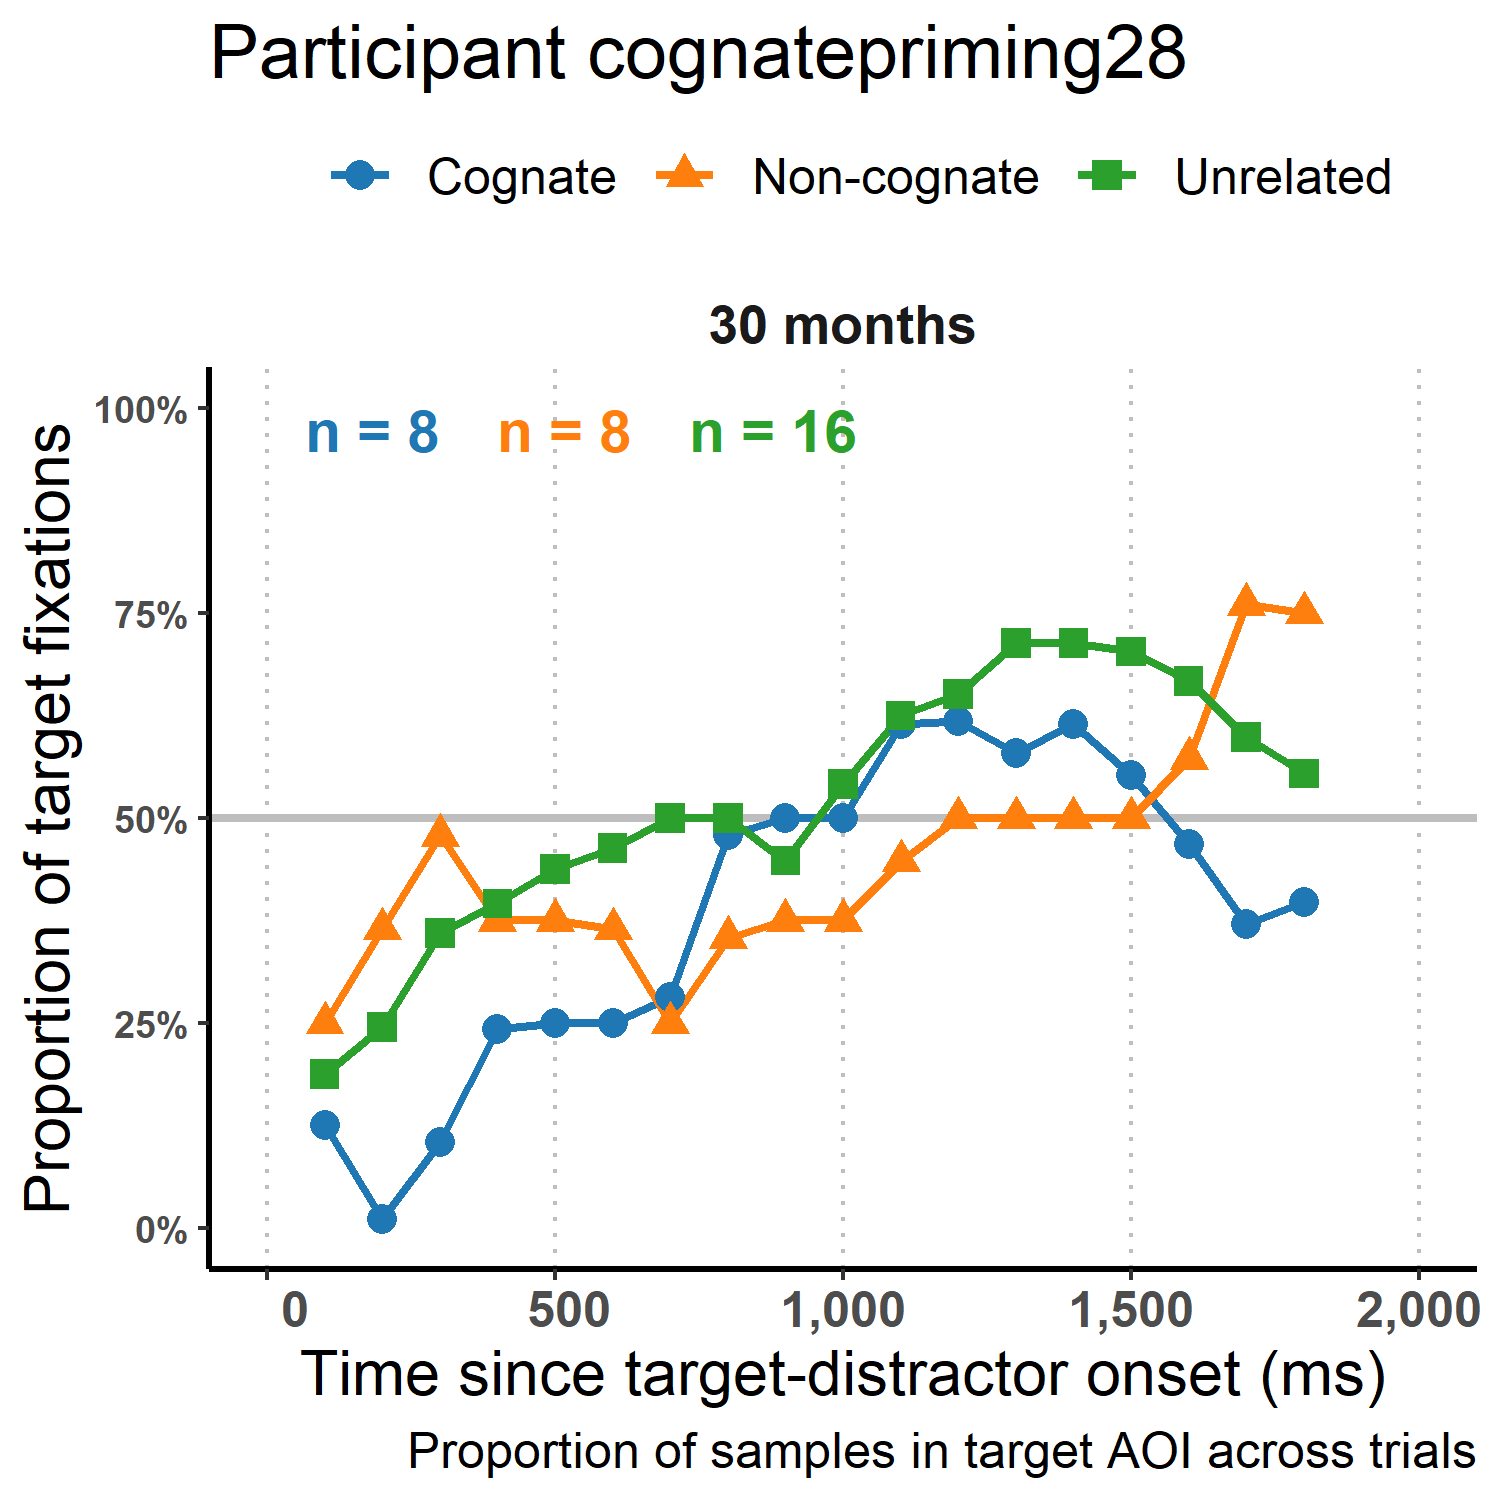 Participant cognatepriming28
Cognate Non-cognate Unrelated
30 months
n = 8 n = 8 n = 16
Proportion of target fixations
100%
75%
50%
25%
0%
0 500 1,000 1,500 2,000
Time since target-distractor onset (ms)
Proportion of samples in target AOI across trials